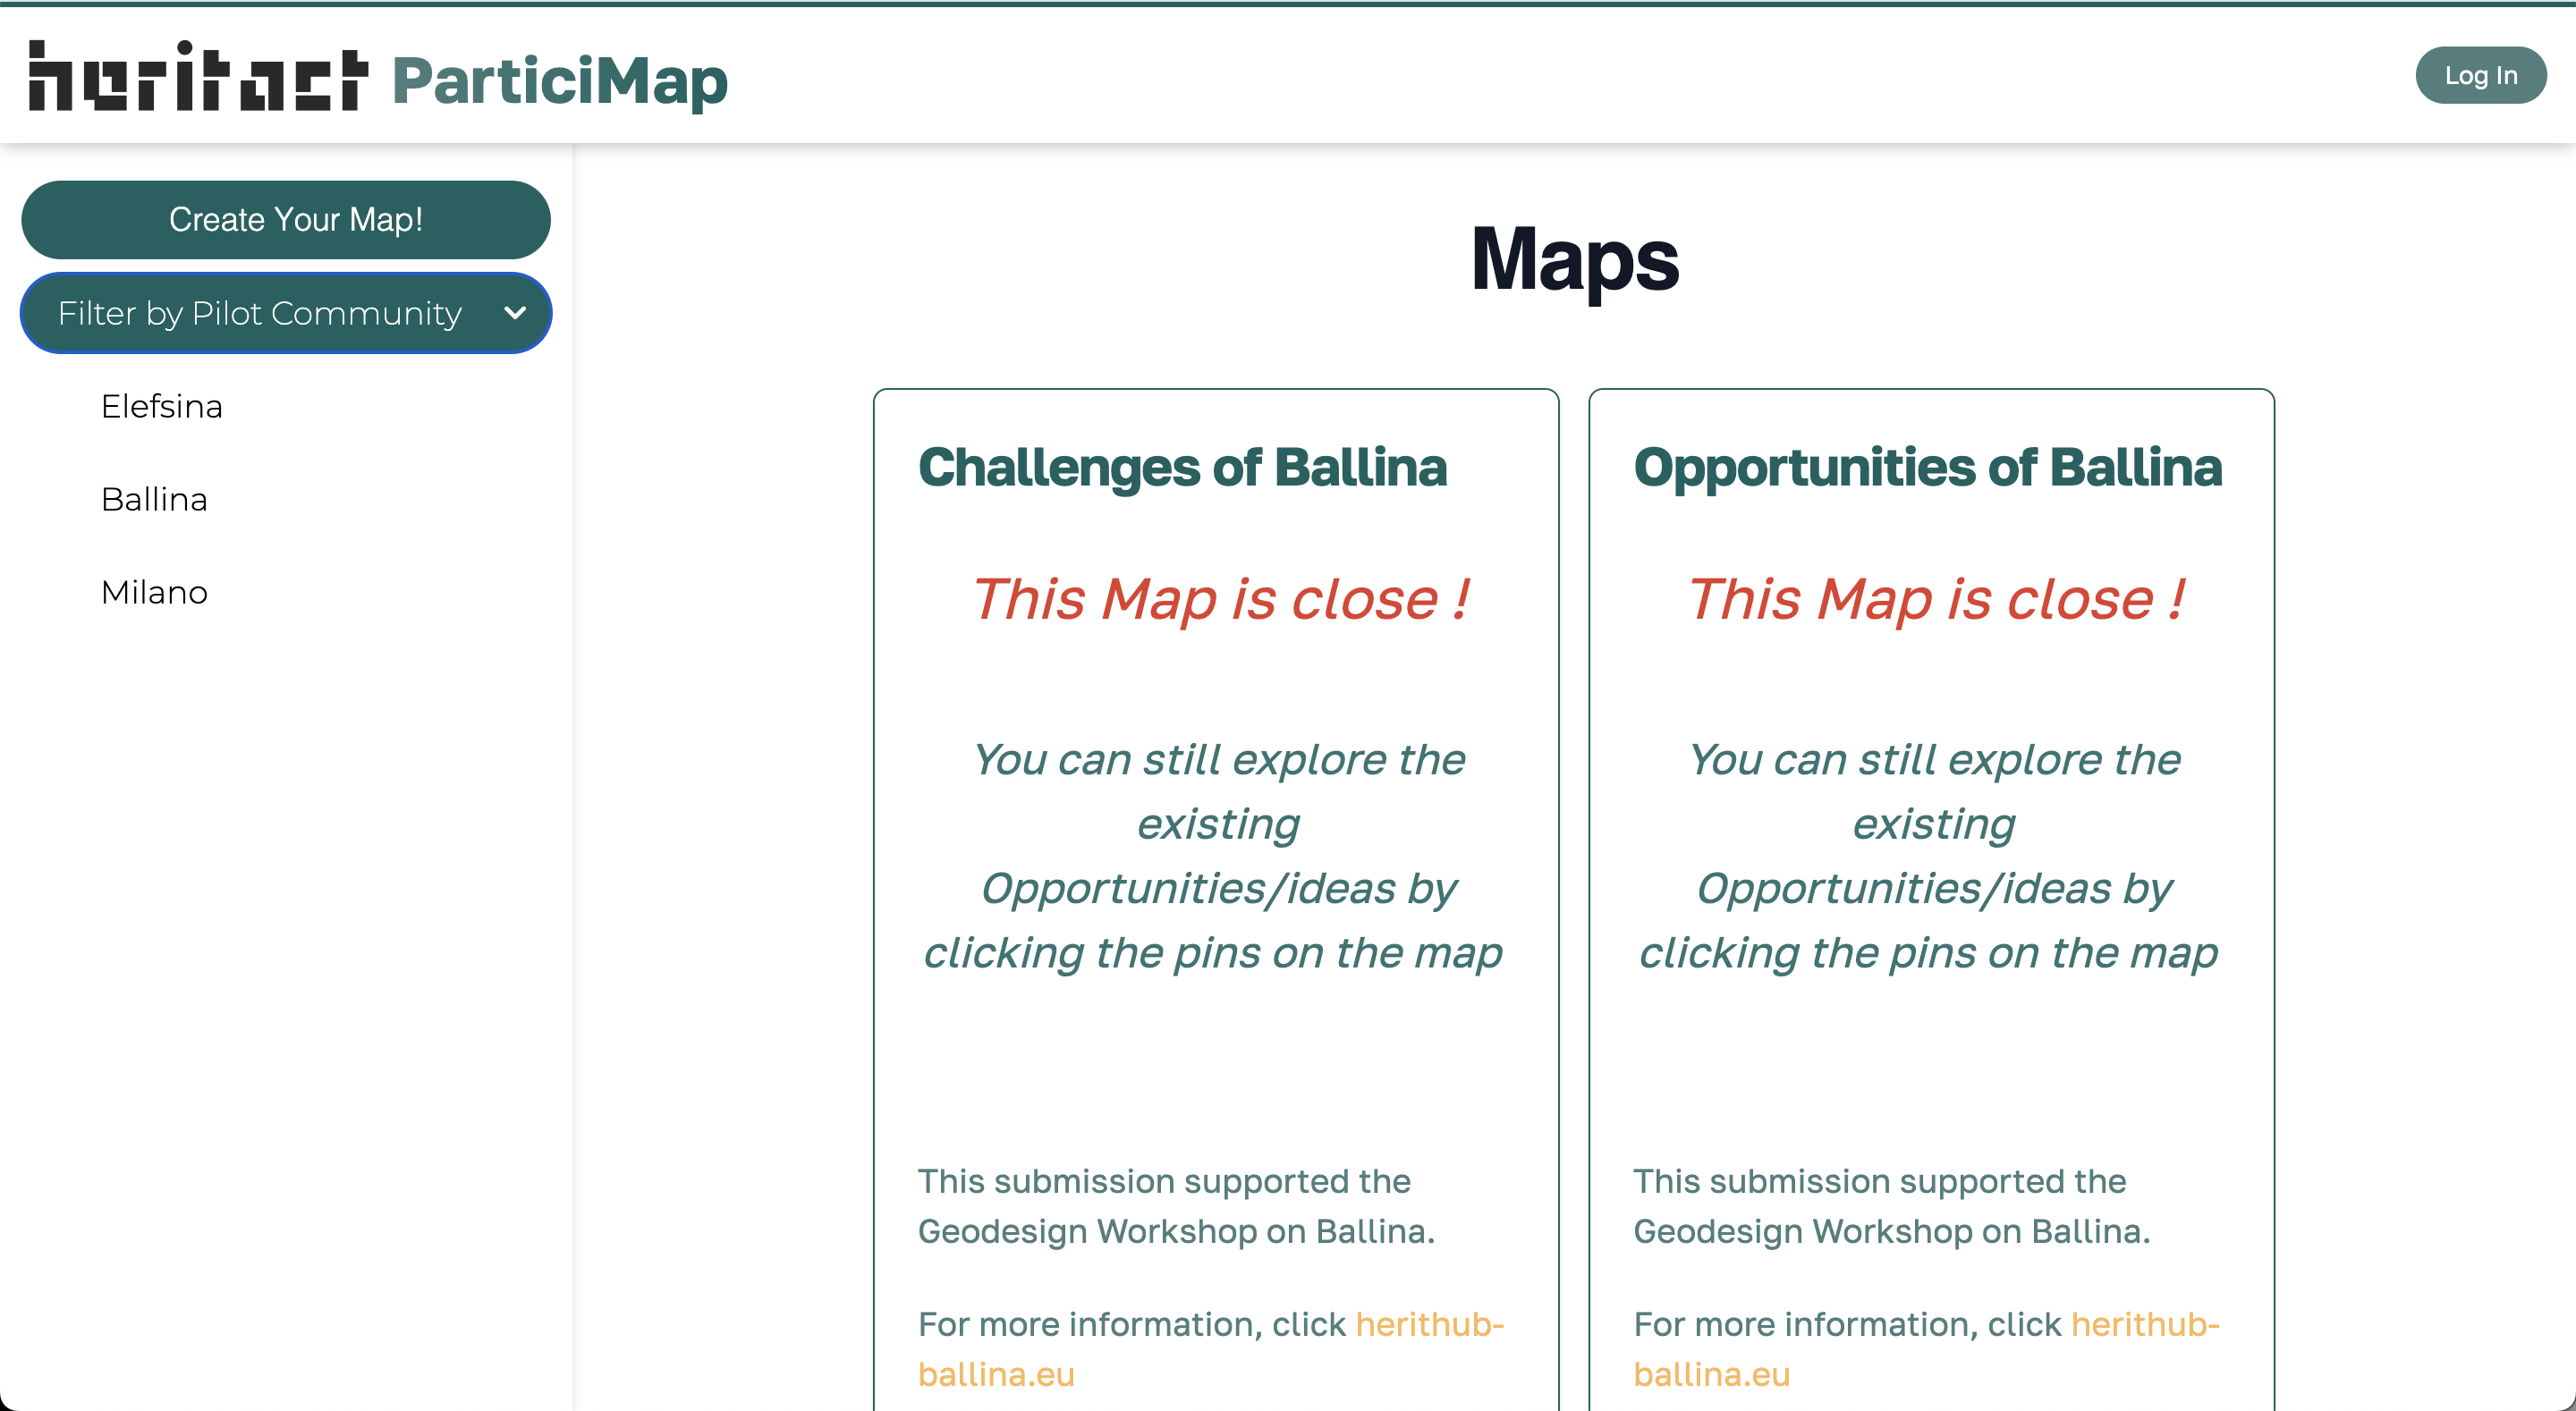 heritact ParticiMap
Log In
Create Your Map!
Filter by Pilot Community
Elefsina
Ballina
Milano
Maps
Challenges of Ballina
This Map is close !
You can still explore the
existing
Opportunities/ideas by
clicking the pins on the map
This submission supported the
Geodesign Workshop on Ballina.
For more information, click herithub-
ballina.eu
Opportunities of Ballina
This Map is close !
You can still explore the
existing
Opportunities/ideas by
clicking the pins on the map
This submission supported the
Geodesign Workshop on Ballina.
For more information, click herithub-
ballina.eu